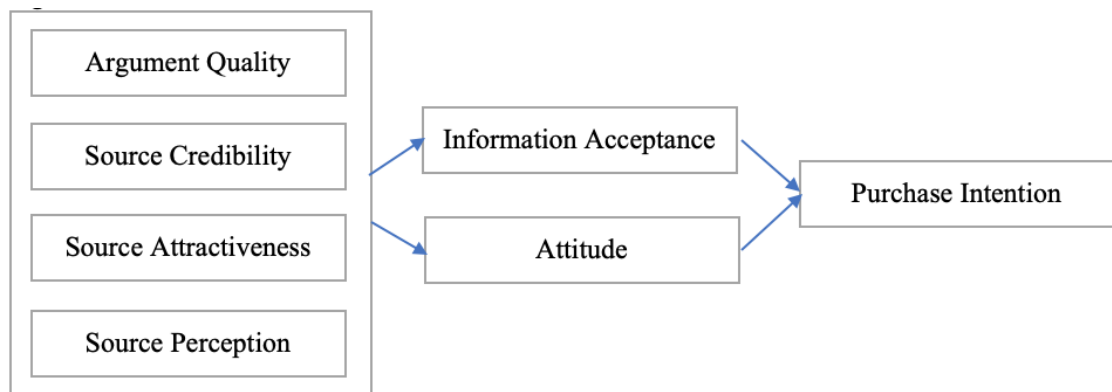 Argument Quality
Source Credibility
Source Attractiveness
Source Perception
Information Acceptance
Attitude
Purchase Intention